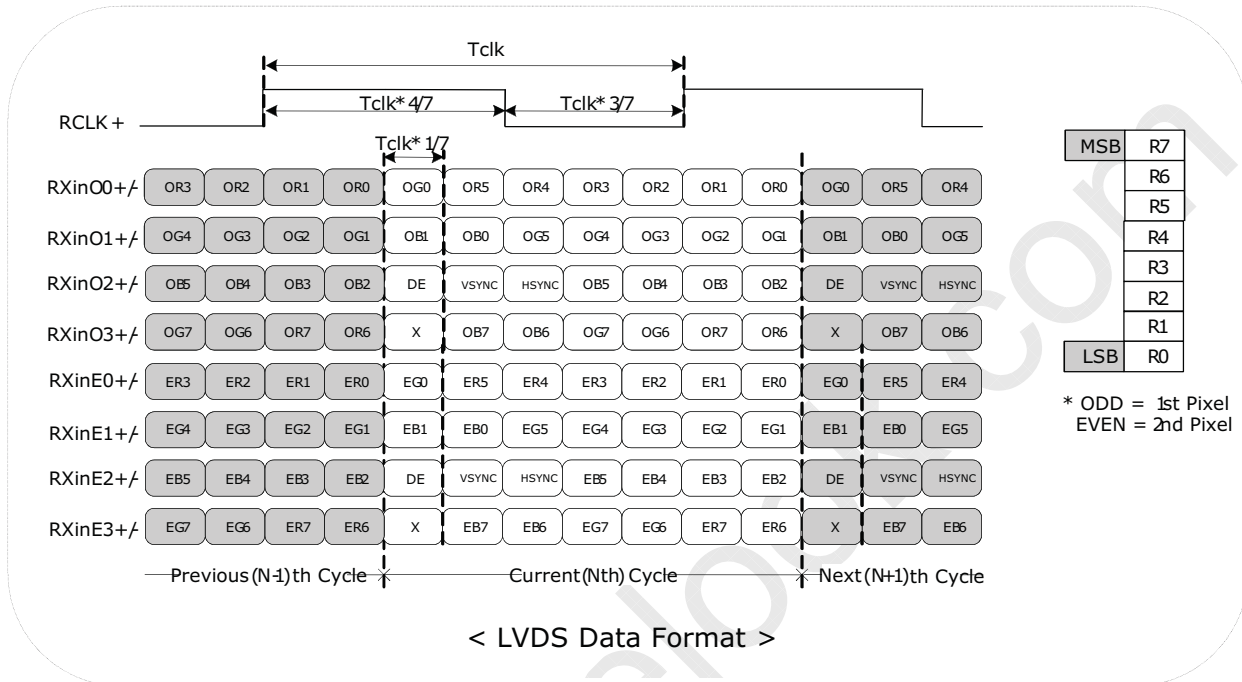 Tclk
Tclk* 4/7 Tclk* 3/7
RCLK +
Tclk* 1/7
RXinO0+/- OR3 OR2 OR1 OR0 OG0 OR5 OR4 OR3 OR2 OR1 OR0 OG0 OR5 OR4
RXinO1+/- OG4 OG3 OG2 OG1 OB1 OB0 OG5 OG4 OG3 OG2 OG1 OB1 OB0 OG5
RXinO2+/- OB5 OB4 OB3 OB2 DE VSYNC HSYNC OB5 OB4 OB3 OB2 DE VSYNC HSYNC
RXinO3+/- OG7 OG6 OR7 OR6 X OB7 OB6 OG7 OG6 OR7 OR6 X OB7 OB6
RXinE0+/- ER3 ER2 ER1 ER0 EG0 ER5 ER4 ER3 ER2 ER1 ER0 EG0 ER5 ER4
RXinE1+/- EG4 EG3 EG2 EG1 EB1 EB0 EG5 EG4 EG3 EG2 EG1 EB1 EB0 EG5
RXinE2+/- EB5 EB4 EB3 EB2 DE VSYNC HSYNC EB5 EB4 EB3 EB2 DE VSYNC HSYNC
RXinE3+/- EG7 EG6 ER7 ER6 X EB7 EB6 EG7 EG6 ER7 ER6 X EB7 EB6
Previous(N-1)th Cycle Current(Nth) Cycle Next(N+1)th Cycle
< LVDS Data Format >
MSB R7
R6
R5
R4
R3
R2
R1
LSB R0
* ODD = 1st Pixel
EVEN = 2nd Pixel